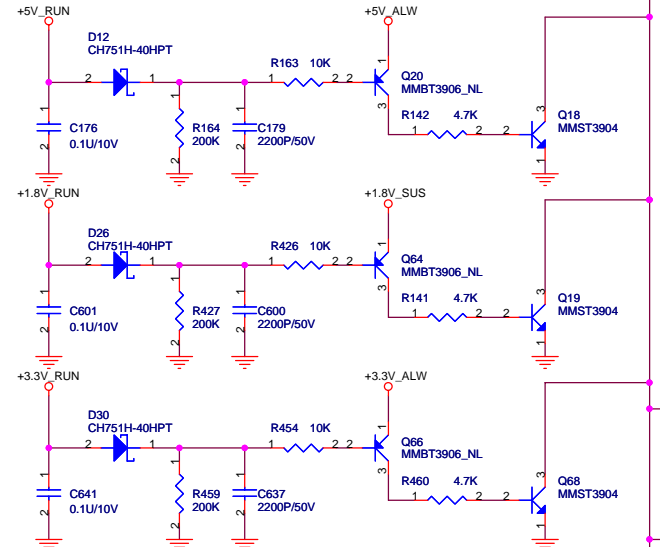 +5V_RUN
+5V_ALW
D12
CH751H-40HPT
2
1
R163 10K
1
2 2
1
Q20
MMBT3906_NL
3
R142 4.7K
1
2
2
3
Q18
MMST3904
1
1
C176
0.1U/10V
2
1
R164
200K
2
1
C179
2200P/50V
2
+1.8V_RUN
+1.8V_SUS
D26
CH751H-40HPT
2
1
R426 10K
1
2 2
1
Q64
MMBT3906_NL
3
R141 4.7K
1
2
2
3
Q19
MMST3904
1
1
C601
0.1U/10V
2
1
R427
200K
2
1
C600
2200P/50V
2
+3.3V_RUN
+3.3V_ALW
D30
CH751H-40HPT
2
1
R454 10K
1
2 2
1
Q66
MMBT3906_NL
3
R460 4.7K
1
2
2
3
Q68
MMST3904
1
1
C641
0.1U/10V
2
1
R459
200K
2
1
C637
2200P/50V
2